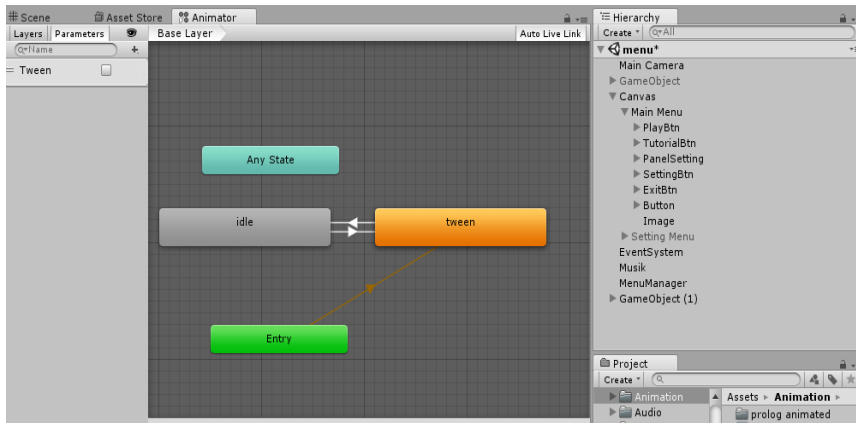 Scene Asset Store Animator
Layers Parameters Base Layer Auto Live Link
Name
Tween
Any State
idle
tween
Entry
Hierarchy
Create All
menu*
Main Camera
GameObject
Canvas
Main Menu
PlayBtn
TutorialBtn
PanelSetting
SettingBtn
ExitBtn
Button
Image
Setting Menu
EventSystem
Musik
MenuManager
GameObject (1)
Project
Create
Animation
Audio
Assets Animation
prolog animated